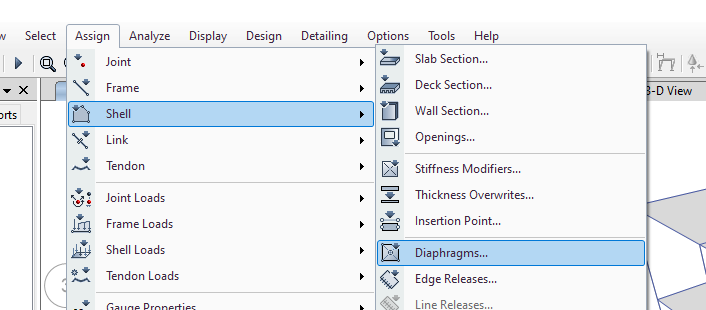 Select Assign Analyze Display Design Detailing Options Tools Help
Joint
Frame
Shell
Link
Tendon
Joint Loads
Frame Loads
Shell Loads
Tendon Loads
Gauge Properties
Slab Section...
Deck Section...
Wall Section...
Openings...
Stiffness Modifiers...
Thickness Overwrites...
Insertion Point...
Diaphragms...
Edge Releases...
Line Releases...
3-D View
orts